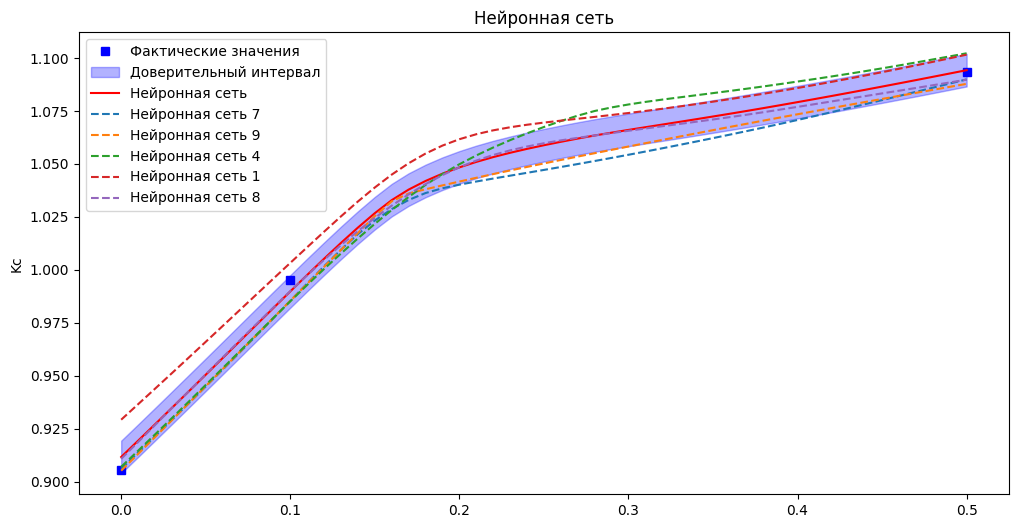 Нейронная сеть
Фактические значения
Доверительный интервал
Нейронная сеть
Нейронная сеть 7
Нейронная сеть 9
Нейронная сеть 4
Нейронная сеть 1
Нейронная сеть 8
1.100
1.075
1.050
1.025
1.000
0.975
0.950
0.925
0.900
Кс
0.0 0.1 0.2 0.3 0.4 0.5